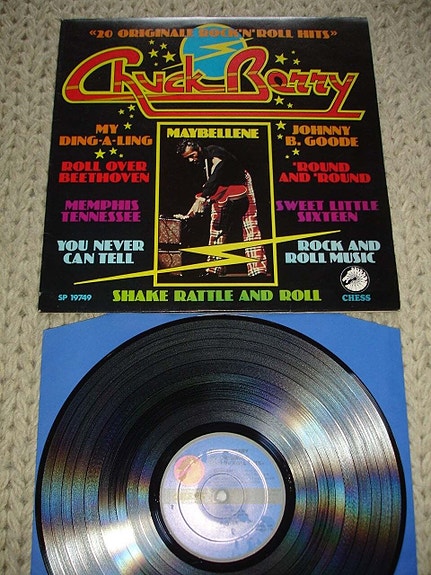 «20 ORIGINAL ROCK'N'ROLL HITS»
Chuck Berry
MY
DING-A-LING
ROLL OVER
BEETHOVEN
MEMPHIS
TENNESSEE
YOU NEVER
CAN TELL
MAYBELLENE
JOHNNY
B. GOODE
'ROUND
AND 'ROUND
SWEET LITTLE
SIXTEEN
ROCK AND
ROLL MUSIC
SP 19749
SHAKE RATTLE AND ROLL
CHESS